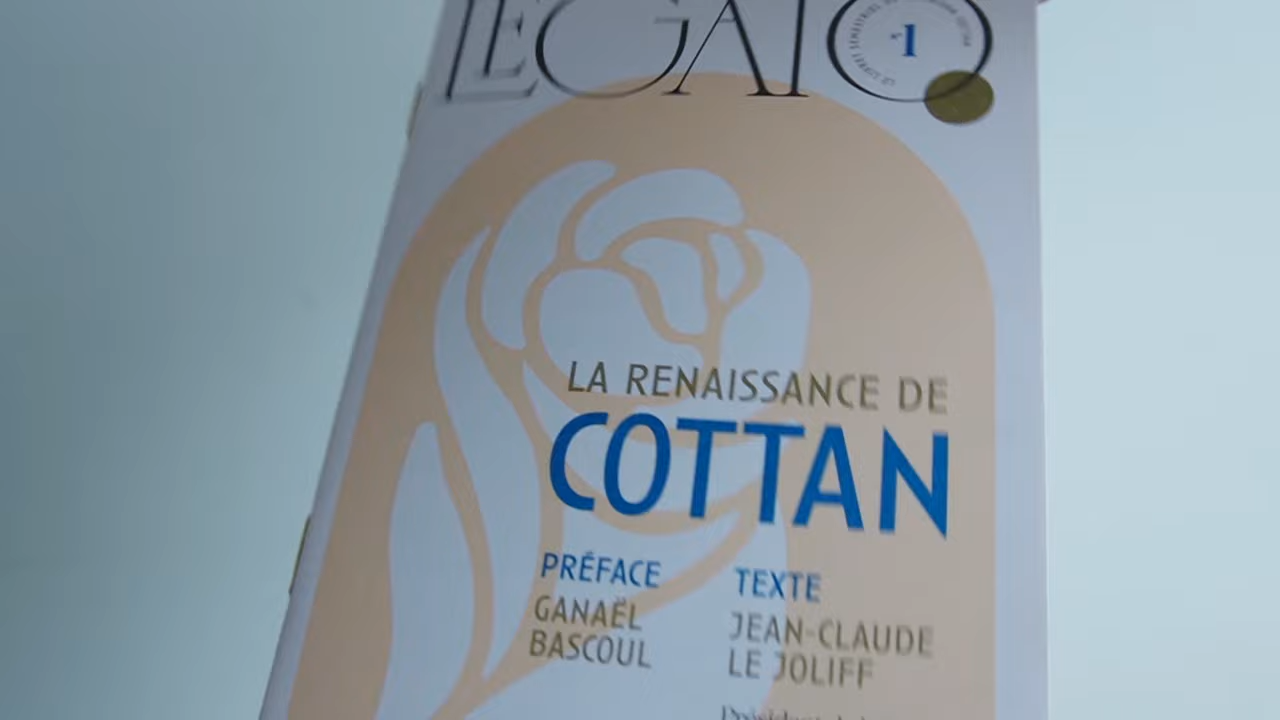 LEGATO
N°1
LA RENAISSANCE DE
COTTAN
PRÉFACE
GANAËL
BASCOUL
TEXTE
JEAN-CLAUDE
LE JOLIFF